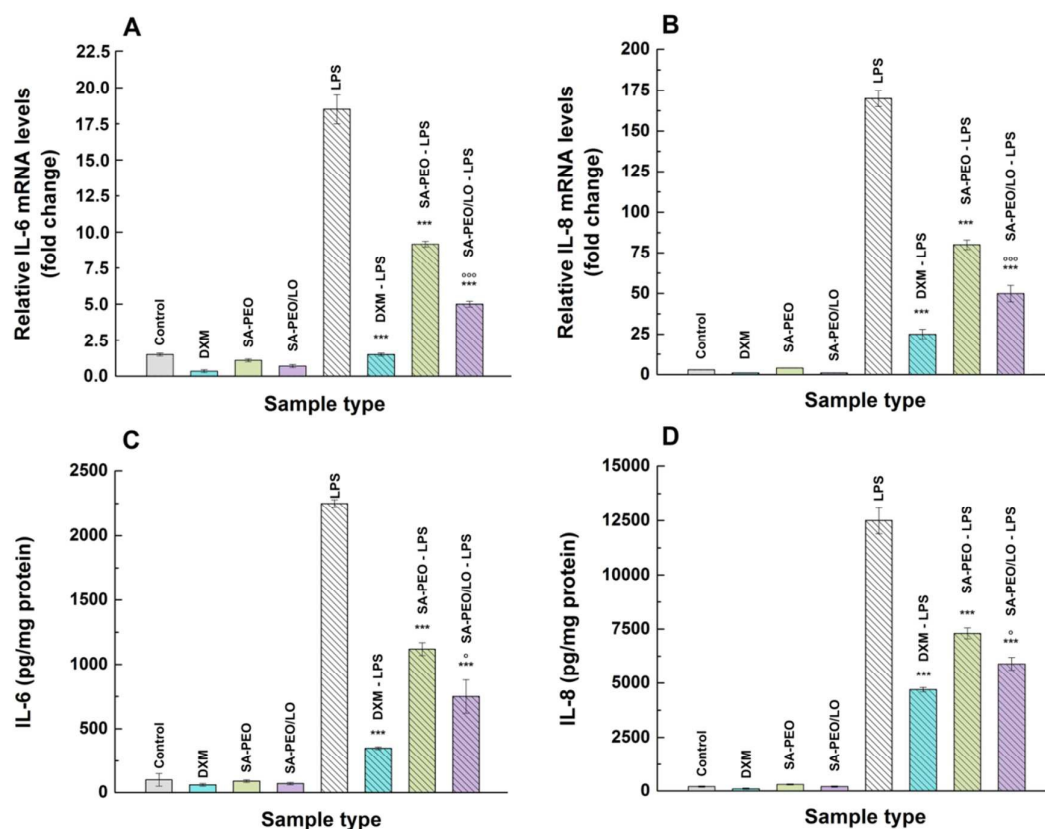 A
Relative IL-6 mRNA levels
(fold change)
22.5
20.0
17.5
15.0
12.5
10.0
7.5
5.0
2.5
0.0
Control
DXM
SA-PEO
SA-PEO/LO
LPS
DXM - LPS
***
SA-PEO - LPS
***
SA-PEO/LO - LPS
°°°
***
Sample type
B
Relative IL-8 mRNA levels
(fold change)
200
175
150
125
100
75
50
25
0
Control
DXM
SA-PEO
SA-PEO/LO
LPS
DXM - LPS
***
SA-PEO - LPS
***
SA-PEO/LO - LPS
°°°
***
Sample type
C
IL-6 (pg/mg protein)
2500
2000
1500
1000
500
0
Control
DXM
SA-PEO
SA-PEO/LO
LPS
DXM - LPS
***
SA-PEO - LPS
***
SA-PEO/LO - LPS
°
***
Sample type
D
IL-8 (pg/mg protein)
15000
12500
10000
7500
5000
2500
0
Control
DXM
SA-PEO
SA-PEO/LO
LPS
DXM - LPS
***
SA-PEO - LPS
***
SA-PEO/LO - LPS
°
***
Sample type